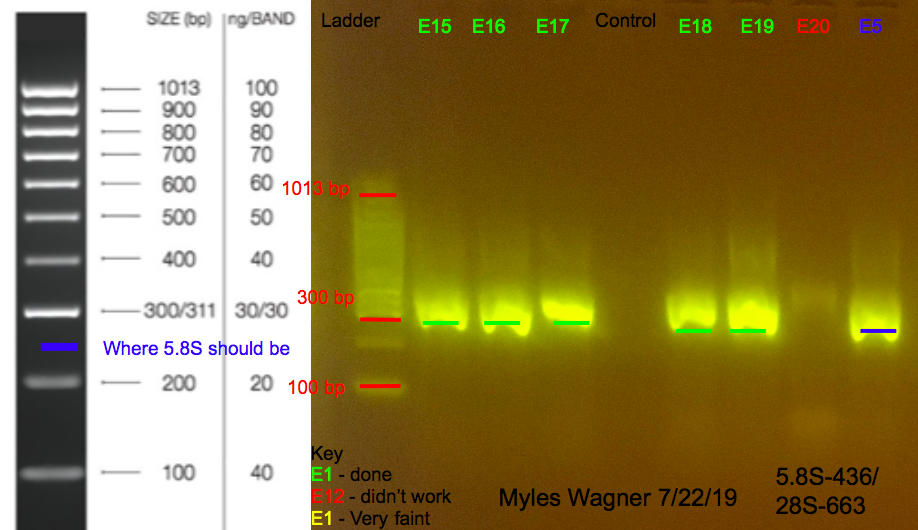 SIZE (bp) ng/BAND
1013 100
900 90
800 80
700 70
600 60
500 50
400 40
300/311 30/30
Where 5.8S should be
200 20
100 40
Ladder E15 E16 E17 Control E18 E19 E20 E5
1013 bp
300 bp
100 bp
Key
E1 - done
E12 - didn't work
E1 - Very faint
Myles Wagner 7/22/19
5.8S-436/
28S-663